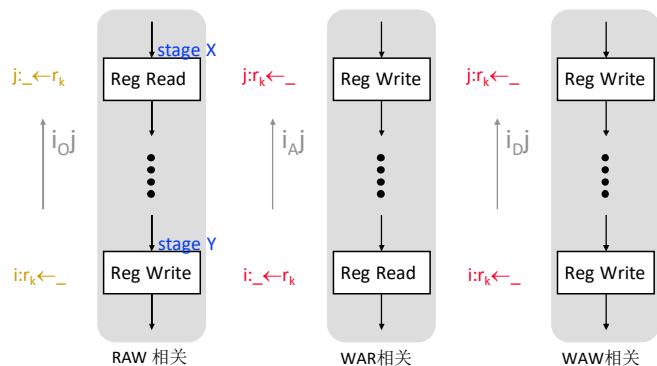 stage X
j:_←rk
Reg Read
iOj
stage Y
i:rk←_
Reg Write
RAW 相关
j:rk←_
Reg Write
iAj
i:_←rk
Reg Read
WAR相关
j:rk←_
Reg Write
iDj
i:rk←_
Reg Write
WAW相关